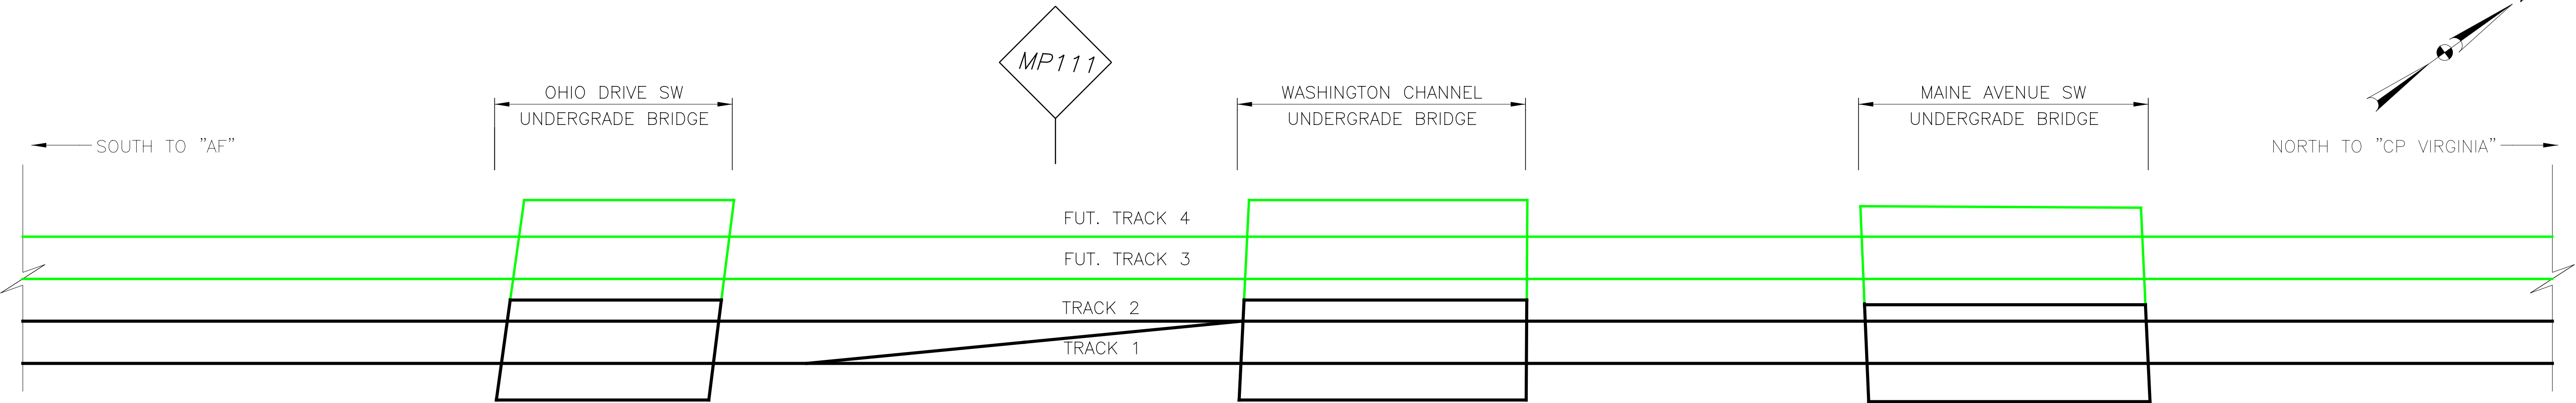 MP111
OHIO DRIVE SW
UNDERGRADE BRIDGE
WASHINGTON CHANNEL
UNDERGRADE BRIDGE
MAINE AVENUE SW
UNDERGRADE BRIDGE
SOUTH TO "AF"
NORTH TO "CP VIRGINIA"
FUT. TRACK 4
FUT. TRACK 3
TRACK 2
TRACK 1